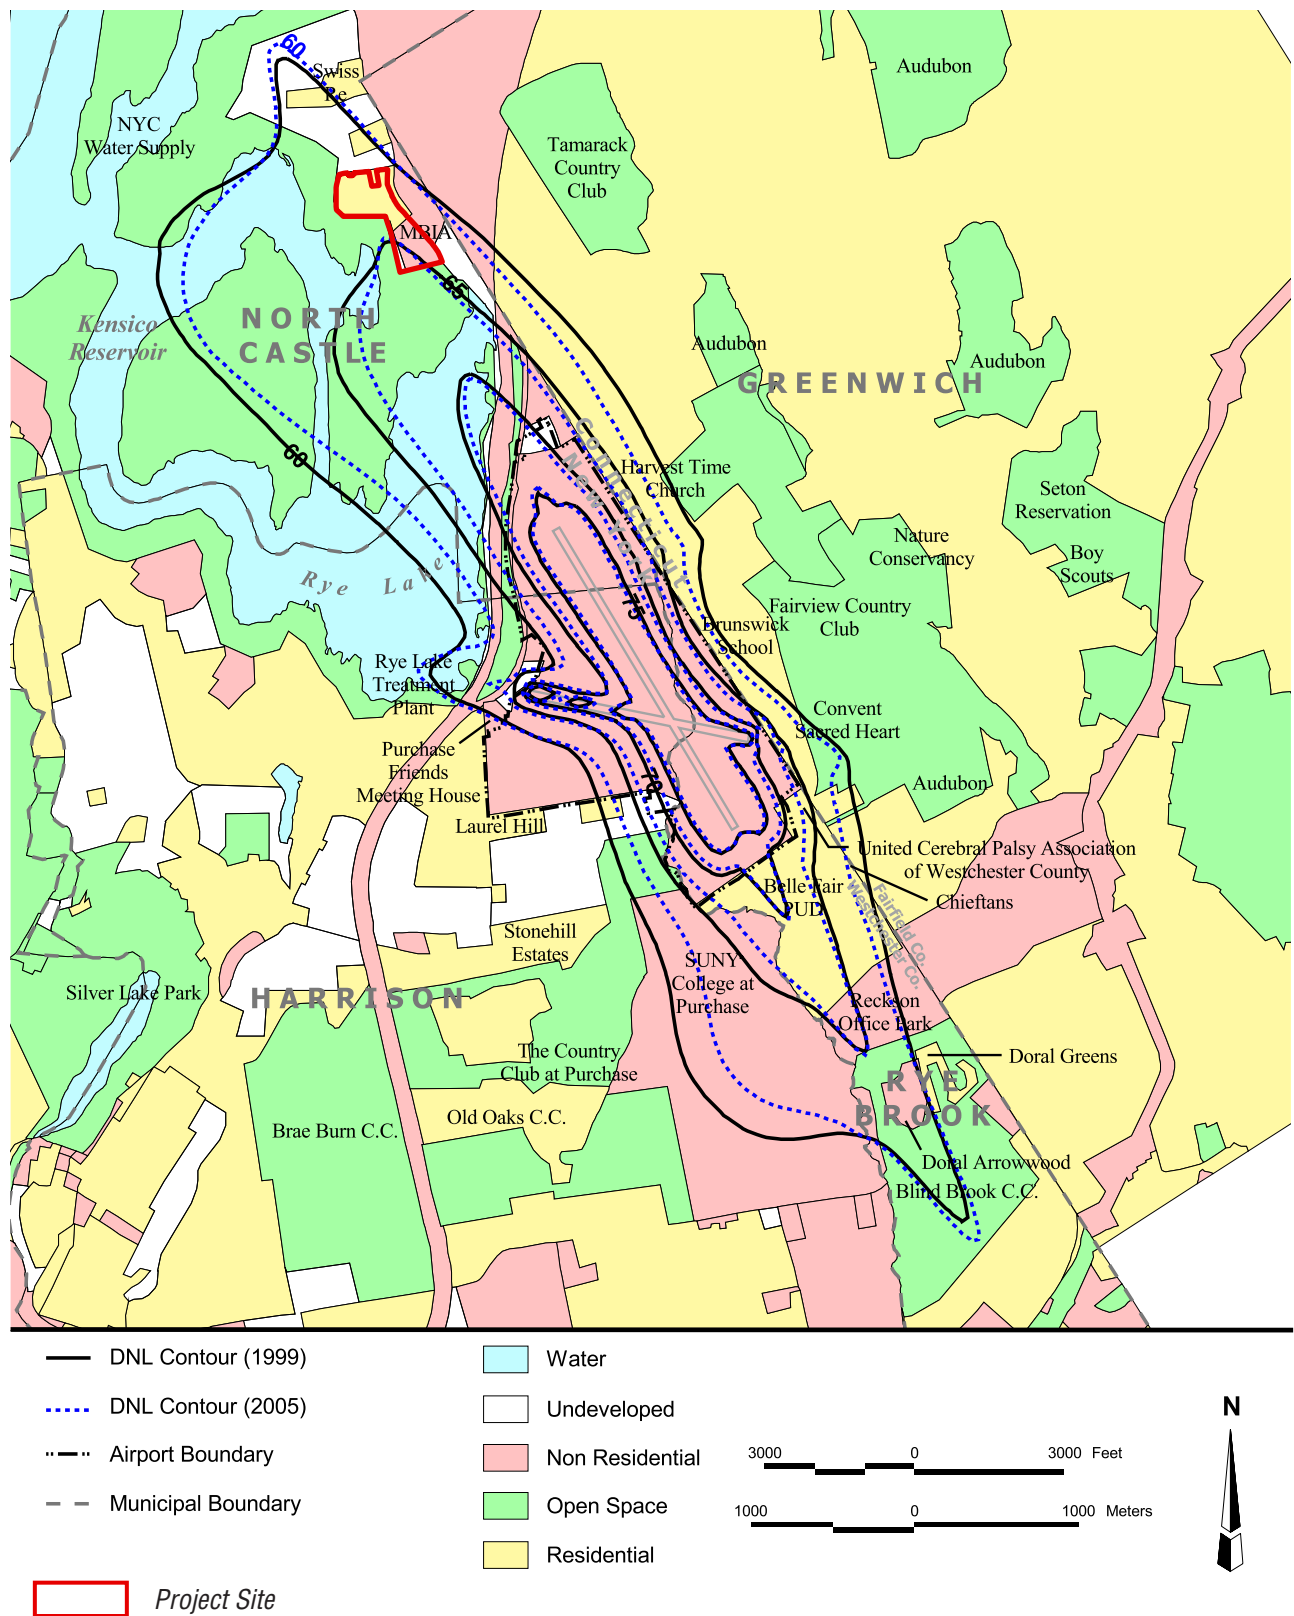 60
Swiss
Re
Audubon
NYC
Water Supply
Tamarack
Country
Club
MBIA
65
Kensico
Reservoir
NORTH
CASTLE
Audubon
Audubon
GREENWICH
60
Connecticut
New York
Harvest Time
Church
Seton
Reservation
Nature
Conservancy
Boy
Scouts
Rye Lake
75
Fairview Country
Club
Brunswick
School
Rye Lake
Treatment
Plant
Convent
Sacred Heart
Purchase
Friends
Meeting House
70
Audubon
Laurel Hill
United Cerebral Palsy Association
of Westchester County
Belle Fair
PUD
Chieftans
Fairfield Co.
Westchester Co.
Stonehill
Estates
SUNY
College at
Purchase
Silver Lake Park
HARRISON
Reckson
Office Park
The Country
Club at Purchase
Doral Greens
RYE
BROOK
Old Oaks C.C.
Brae Burn C.C.
Doral Arrowwood
Blind Brook C.C.
DNL Contour (1999)
DNL Contour (2005)
Airport Boundary
Municipal Boundary
Project Site
Water
Undeveloped
Non Residential
Open Space
Residential
3000 0 3000 Feet
1000 0 1000 Meters
N